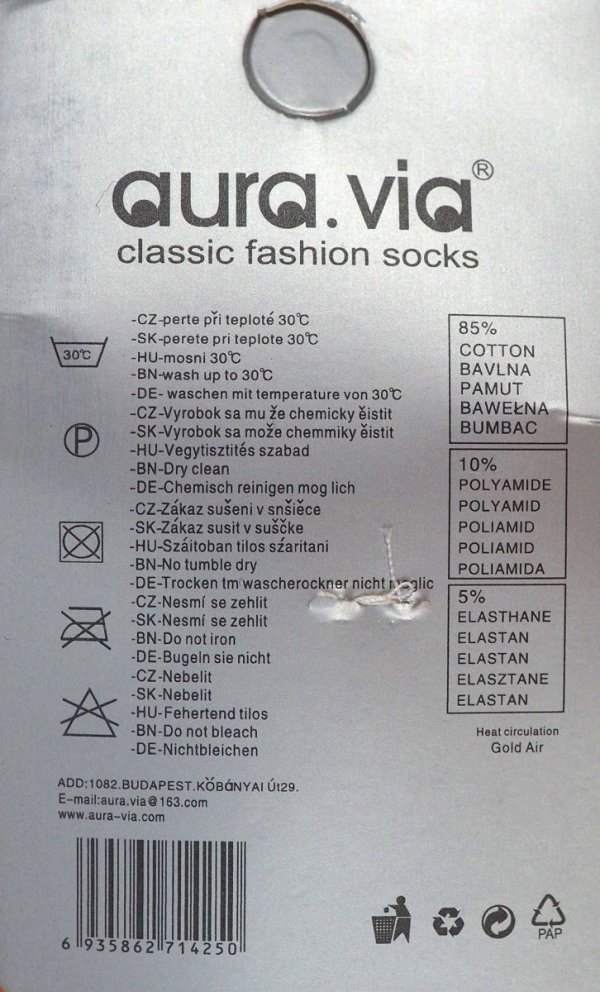 aura.via®
classic fashion socks
30℃
-CZ-perte při teploté 30℃
-SK-perete pri teplote 30℃
-HU-mosni 30℃
-BN-wash up to 30℃
-DE- waschen mit temperature von 30℃
P
-CZ-Vyrobok sa mu že chemicky ěistit
-SK-Vyrobok sa može chemmiky ěistit
-HU-Vegytisztités szabad
-BN-Dry clean
-DE-Chemisch reinigen mog lich
-CZ-Zákaz sušeni v snšiěce
-SK-Zákaz susit v suščke
-HU-Száitoban tilos szaritani
-BN-No tumble dry
-DE-Trocken tm wascherockner nicht
-CZ-Nesmí se zehlit
-SK-Nesmí se zehlit
-BN-Do not iron
-DE-Bugeln sie nicht
-CZ-Nebelit
-SK-Nebelit
-HU-Fehertend tilos
-BN-Do not bleach
-DE-Nichtbleichen
85%
COTTON
BAVLNA
PAMUT
BAWEŁNA
BUMBAC
10%
POLYAMIDE
POLYAMID
POLIAMID
POLIAMID
POLIAMIDA
5%
ELASTHANE
ELASTAN
ELASTAN
ELASZTANE
ELASTAN
Heat circulation
Gold Air
ADD:1082.BUDAPEST.KŐBÁNYAI Út29.
E-mail:aura.via@163.com
www.aura-via.com
6 935862 714250
PAP